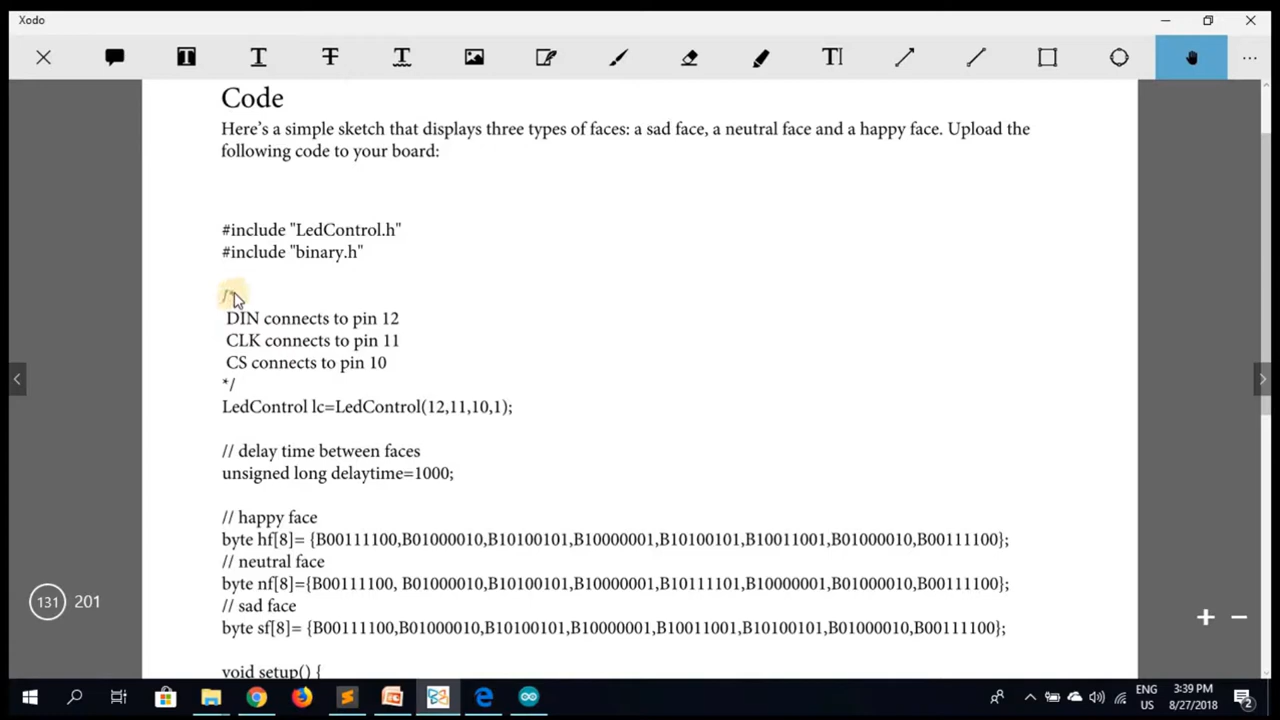 Xodo
Code
Here's a simple sketch that displays three types of faces: a sad face, a neutral face and a happy face. Upload the
following code to your board:
#include "LedControl.h"
#include "binary.h"
/*
DIN connects to pin 12
CLK connects to pin 11
CS connects to pin 10
*/
LedControl lc=LedControl(12,11,10,1);
// delay time between faces
unsigned long delaytime=1000;
// happy face
byte hf[8]= {B00111100,B01000010,B10100101,B10000001,B10100101,B10011001,B01000010,B00111100};
// neutral face
byte nf[8]={B00111100, B01000010,B10100101,B10000001,B10111101,B10000001,B01000010,B00111100};
// sad face
byte sf[8]= {B00111100,B01000010,B10100101,B10000001,B10011001,B10100101,B01000010,B00111100};
void setup() {
131 201
ENG
US
3:39 PM
8/27/2018
2